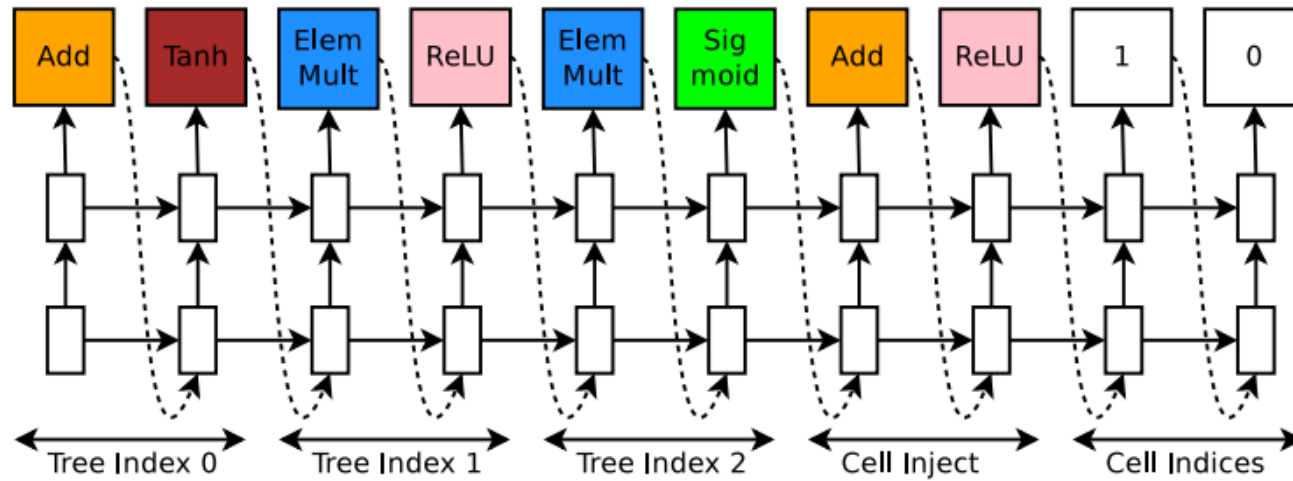 Add
Tanh
Elem
Mult
ReLU
Elem
Mult
Sig
moid
Add
ReLU
1
0
Tree Index 0
Tree Index 1
Tree Index 2
Cell Inject
Cell Indices